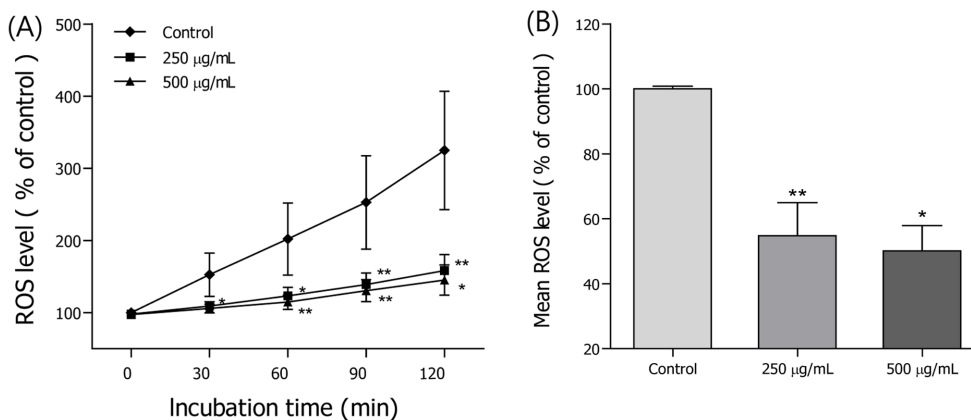 (A)
ROS level ( % of control)
500
400
300
200
100
Control
250 μg/mL
500 μg/mL
*
*
**
**
**
**
*
0 30 60 90 120
Incubation time (min)
(B)
Mean ROS level ( % of control)
120
100
80
60
40
20
**
*
Control 250 μg/mL 500 μg/mL